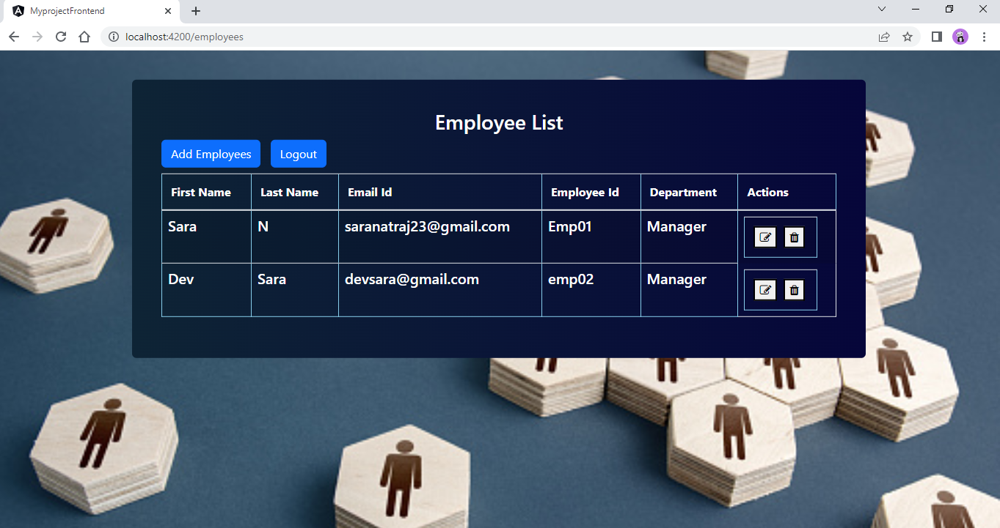 MyprojectFrontend
localhost:4200/employees
Employee List
Add Employees Logout
First Name Last Name Email Id Employee Id Department Actions
Sara N saranatraj23@gmail.com Emp01 Manager
Dev Sara devsara@gmail.com emp02 Manager